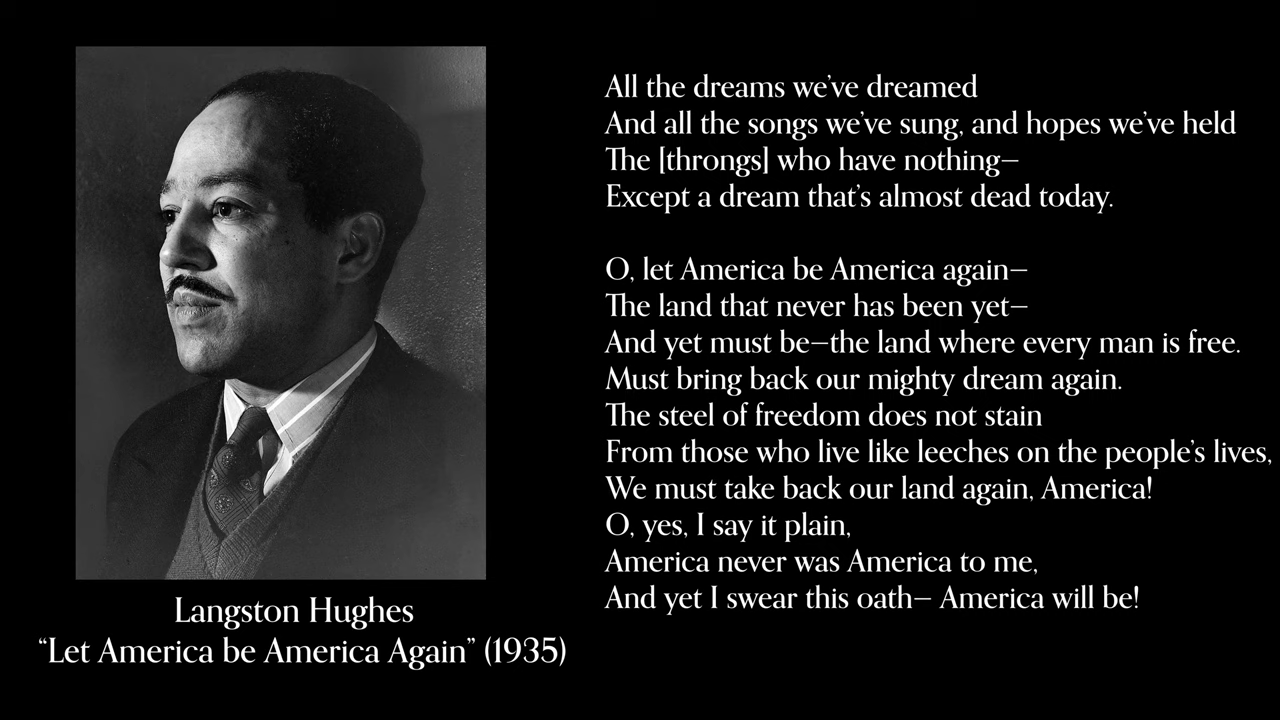 All the dreams we’ve dreamed
And all the songs we’ve sung, and hopes we’ve held
The [throngs] who have nothing—
Except a dream that’s almost dead today.
O, let America be America again—
The land that never has been yet—
And yet must be—the land where every man is free.
Must bring back our mighty dream again.
The steel of freedom does not stain
From those who live like leeches on the people’s lives,
We must take back our land again, America!
O, yes, I say it plain,
America never was America to me,
And yet I swear this oath— America will be!
Langston Hughes
“Let America be America Again” (1935)